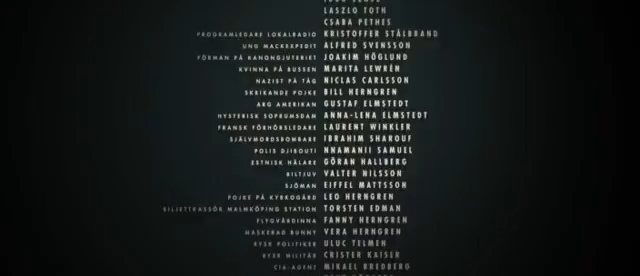 LASZLO TOTH
CSABA PETHES
PROGRAMLEDARE LOKALRADIO KRISTOFFER STÅLBRAND
UNG MACKEXPEDIT ALFRED SVENSSON
FÖRMAN PÅ KANONGJUTERIET JOAKIM HÖGLUND
KVINNA PÅ BUSSEN MARITA LEWRÉN
NAZIST PÅ TÅG NICLAS CARLSSON
SKRIKANDE POJKE BILL HERNGREN
ARG AMERIKAN GUSTAF ELMSTEDT
HYSTERISK SOPRUMSDAM ANNA-LENA ELMSTEDT
FRANSK FÖRHÖRSLEDARE LAURENT WINKLER
SJÄLVMORDSBOMBARE IBRAHIM SHAROUF
POLIS DJIBOUTI NNAMANII SAMUEL
ESTNISK HÄLARE GÖRAN HALLBERG
BILTJUV VALTER NILSSON
SJÖMAN EIFFEL MATTSSON
POJKE PÅ KYRKOGÅRD LEO HERNGREN
BILJETTKASSÖR MALMKÖPING STATION TORSTEN EDMAN
FLYGVÄRDINNA FANNY HERNGREN
MASKERAD BUNNY VERA HERNGREN
RYSK POLITIKER ULUC TELMEN
RYSK MILITÄR CRISTER KAISER
CIA-AGENT MIKAEL BREDBERG